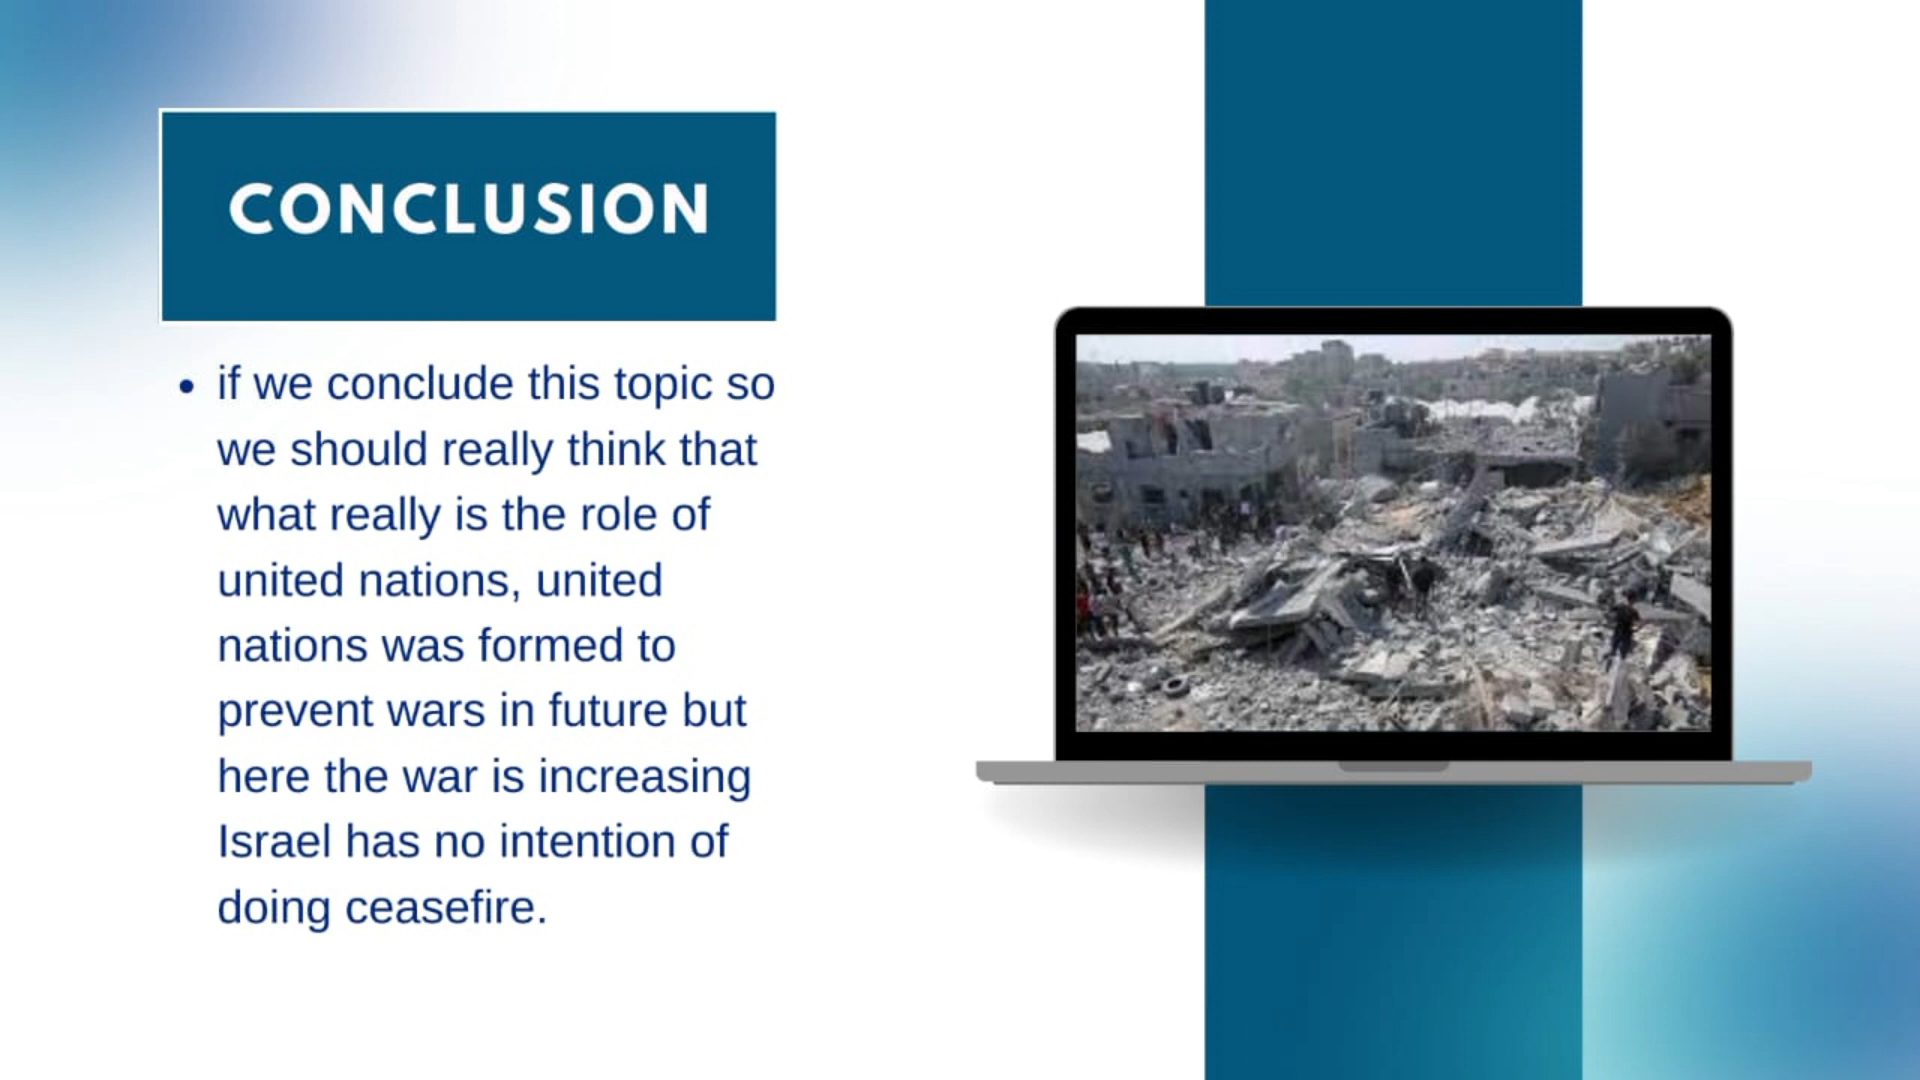 CONCLUSION
• if we conclude this topic so
we should really think that
what really is the role of
united nations, united
nations was formed to
prevent wars in future but
here the war is increasing
Israel has no intention of
doing ceasefire.